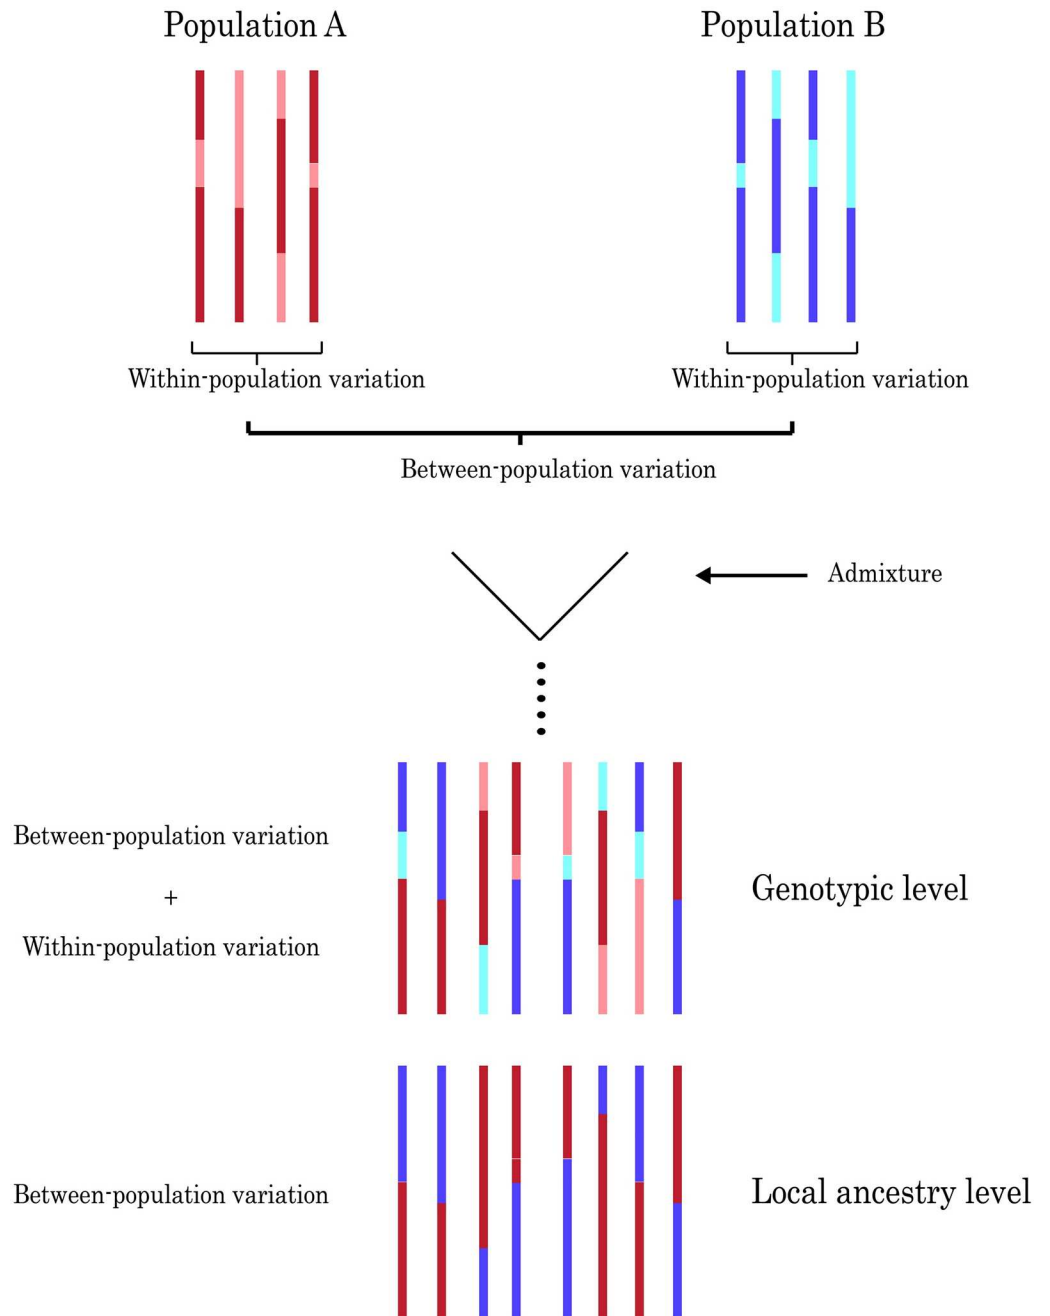 Population A
Population B
Within-population variation
Within-population variation
Between-population variation
Admixture
Between-population variation
+
Within-population variation
Genotypic level
Between-population variation
Local ancestry level